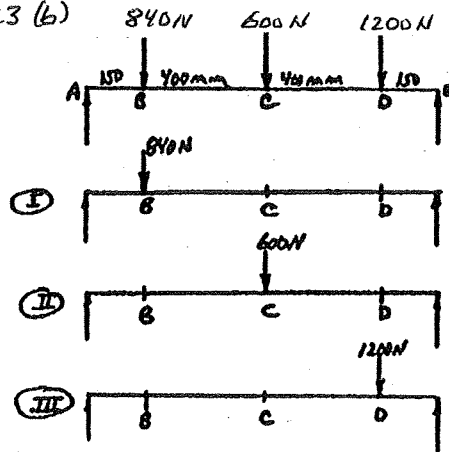 3 (b) 840N 600N 1200N
A 150 B 400mm C 400mm D 150
840N
I B C D
600N
II B C D
1200N
III B C D